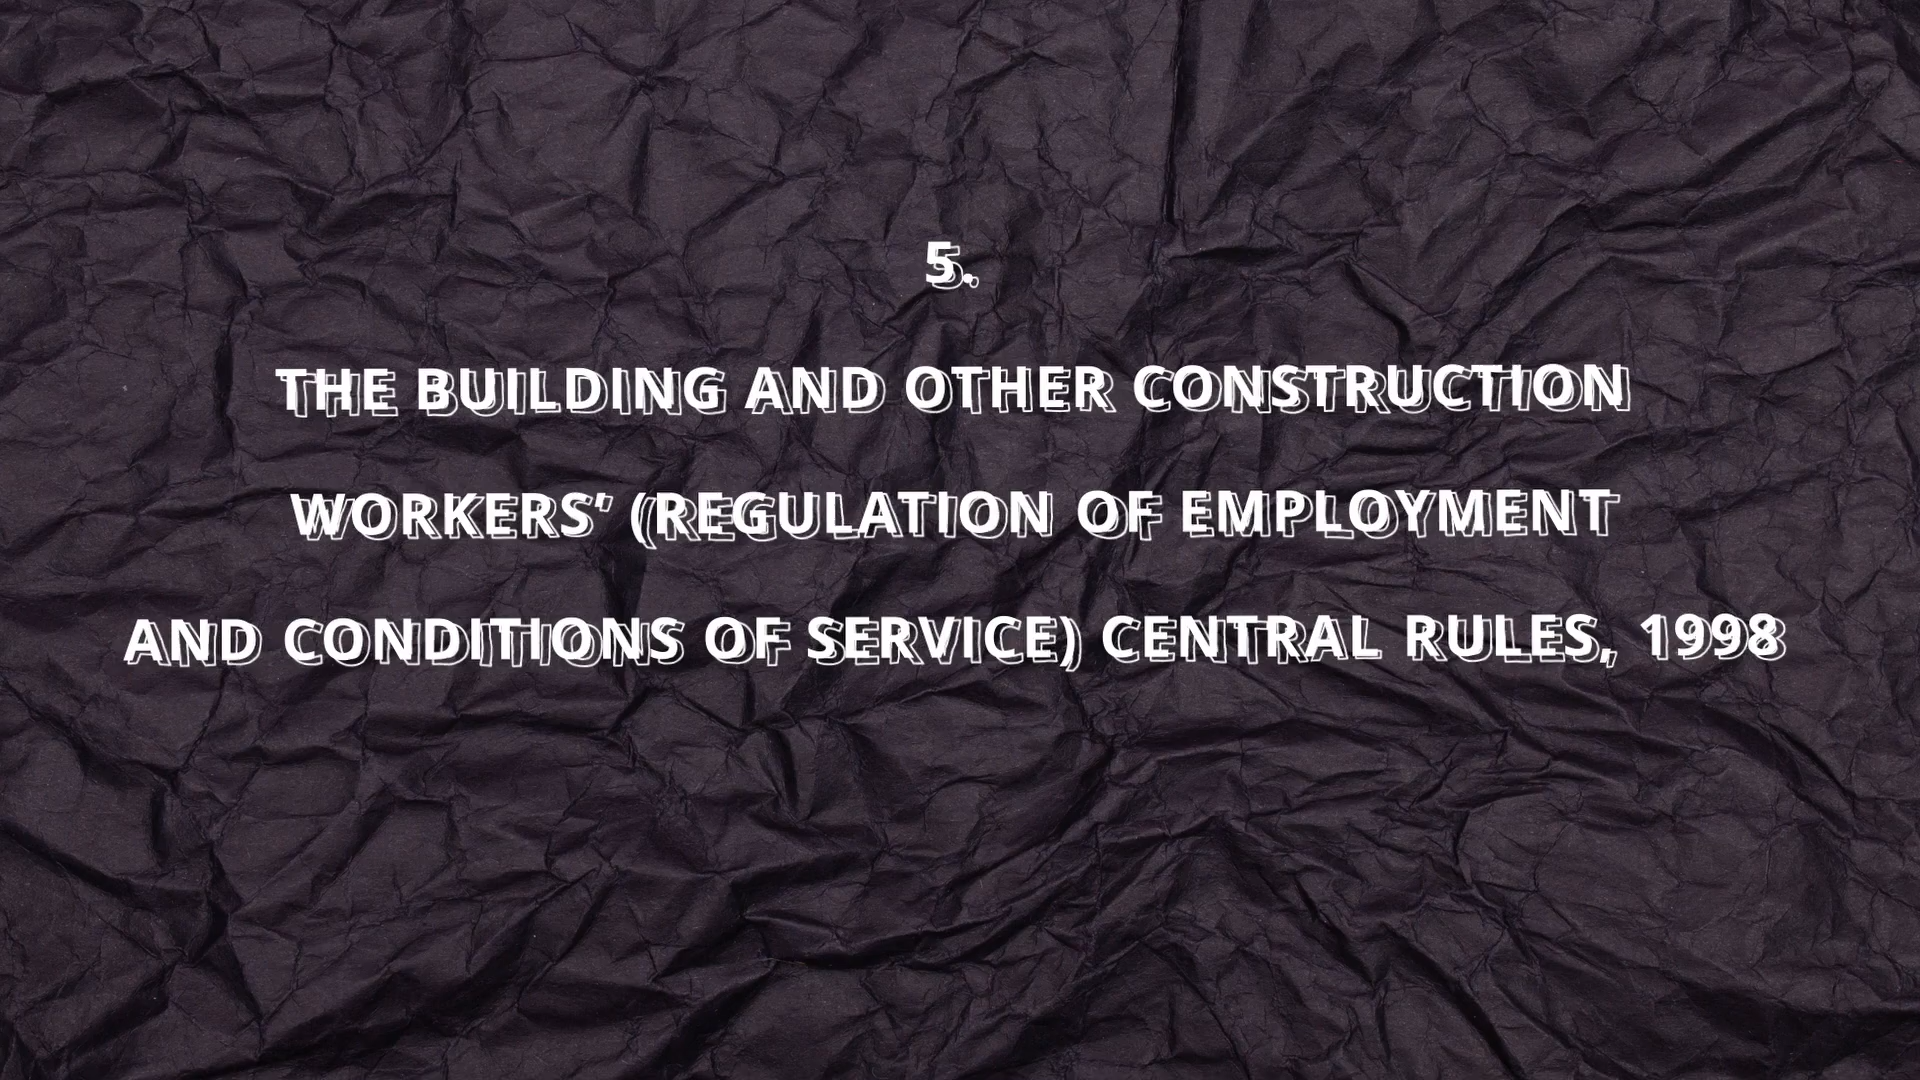 5.
THE BUILDING AND OTHER CONSTRUCTION
WORKERS' (REGULATION OF EMPLOYMENT
AND CONDITIONS OF SERVICE) CENTRAL RULES, 1998